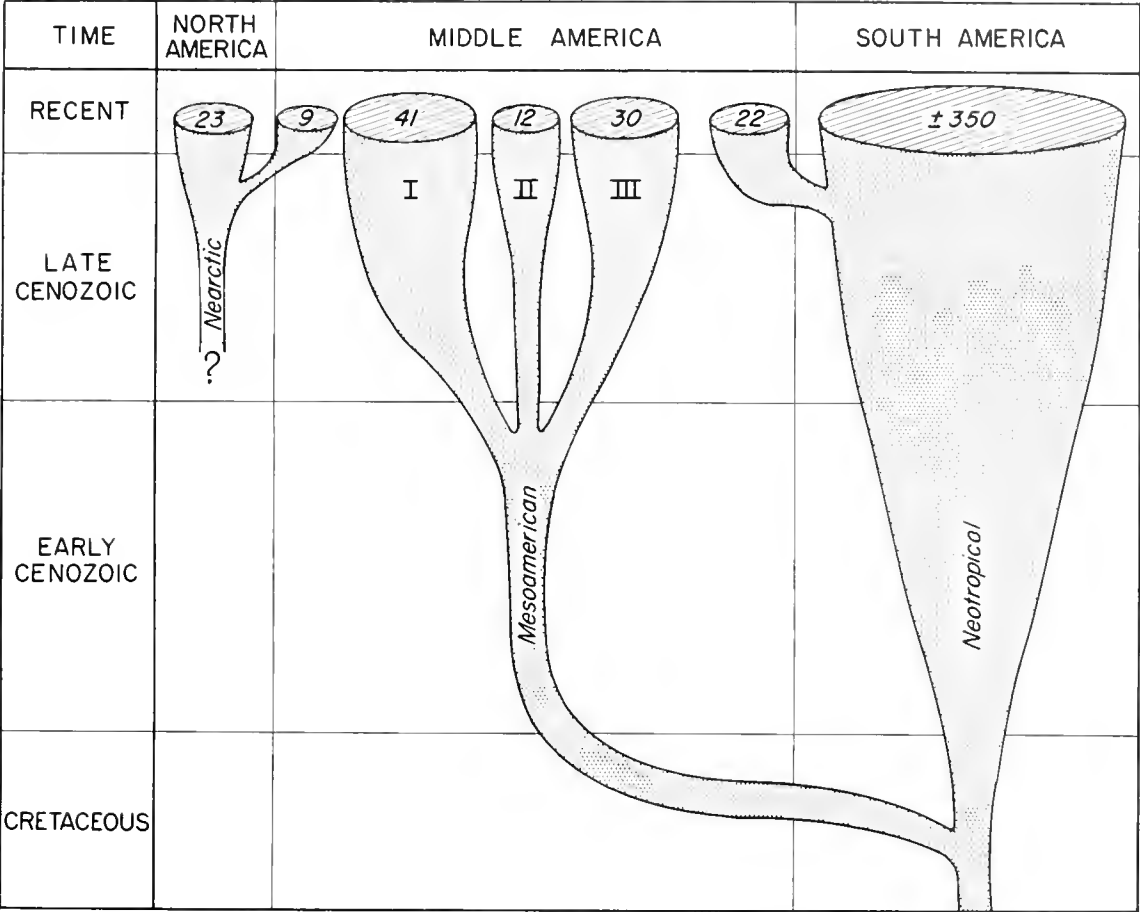 TIME
NORTH
AMERICA
MIDDLE AMERICA
SOUTH AMERICA
RECENT
23
9
41
12
30
22
±350
I
II
III
LATE
CENOZOIC
Nearctic
?
EARLY
CENOZOIC
Mesoamerican
Neotropical
CRETACEOUS